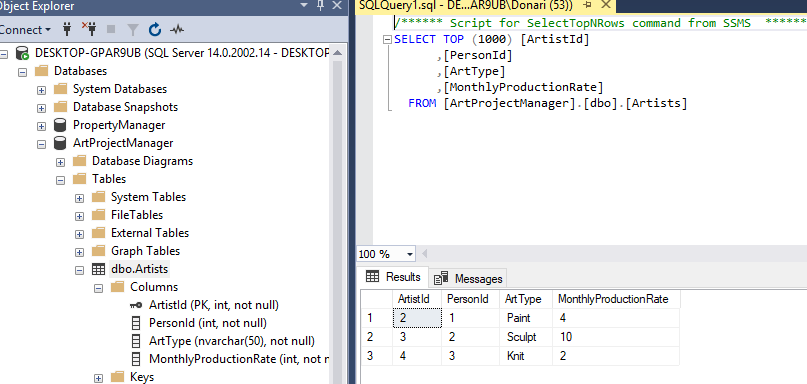 Object Explorer
Connect
DESKTOP-GPAR9UB (SQL Server 14.0.2002.14 - DESKTOP
Databases
System Databases
Database Snapshots
PropertyManager
ArtProjectManager
Database Diagrams
Tables
System Tables
FileTables
External Tables
Graph Tables
dbo.Artists
Columns
ArtistId (PK, int, not null)
PersonId (int, not null)
ArtType (nvarchar(50), not null)
MonthlyProductionRate (int, not n
Keys
SQLQuery1.sql - DE...AR9UB\Donari (53))
/****** Script for SelectTopNRows command from SSMS ******
SELECT TOP (1000) [ArtistId]
,[PersonId]
,[ArtType]
,[MonthlyProductionRate]
FROM [ArtProjectManager].[dbo].[Artists]
100 %
Results Messages
ArtistId PersonId ArtType MonthlyProductionRate
1 2 1 Paint 4
2 3 2 Sculpt 10
3 4 3 Knit 2